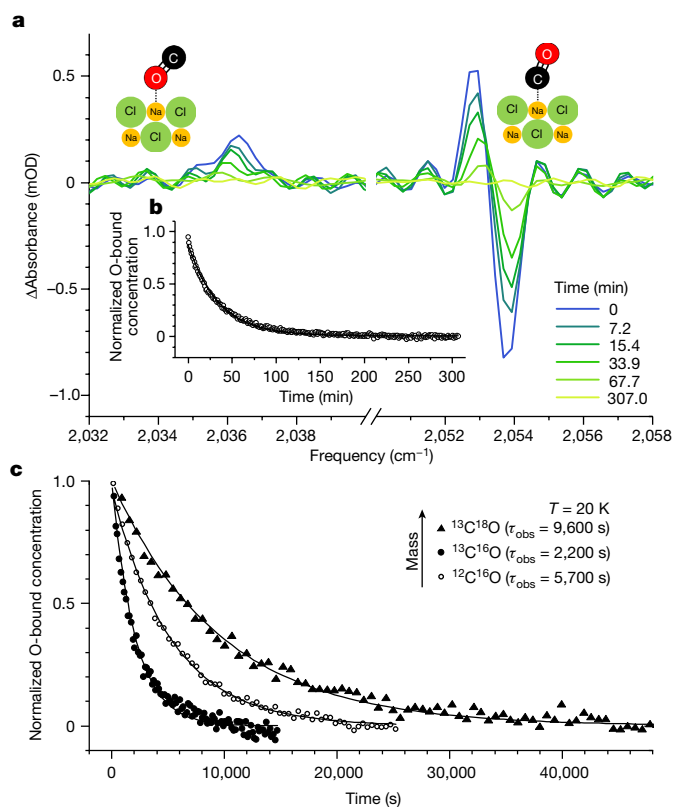 a
C
O
Cl
Na
Cl
Na
Cl
Na
O
C
Cl
Na
Cl
Na
Cl
Na
ΔAbsorbance (mOD)
0.5
0
−0.5
−1.0
b
Normalized O-bound
concentration
1.0
0.5
0
0
50
100
150
200
250
300
Time (min)
Time (min)
0
7.2
15.4
33.9
67.7
307.0
2,032
2,034
2,036
2,038
2,052
2,054
2,056
2,058
Frequency (cm⁻¹)
c
Normalized O-bound concentration
1.0
0.5
0
T = 20 K
Mass
¹³C¹⁸O (τobs = 9,600 s)
¹³C¹⁶O (τobs = 2,200 s)
¹²C¹⁶O (τobs = 5,700 s)
0
10,000
20,000
30,000
40,000
Time (s)